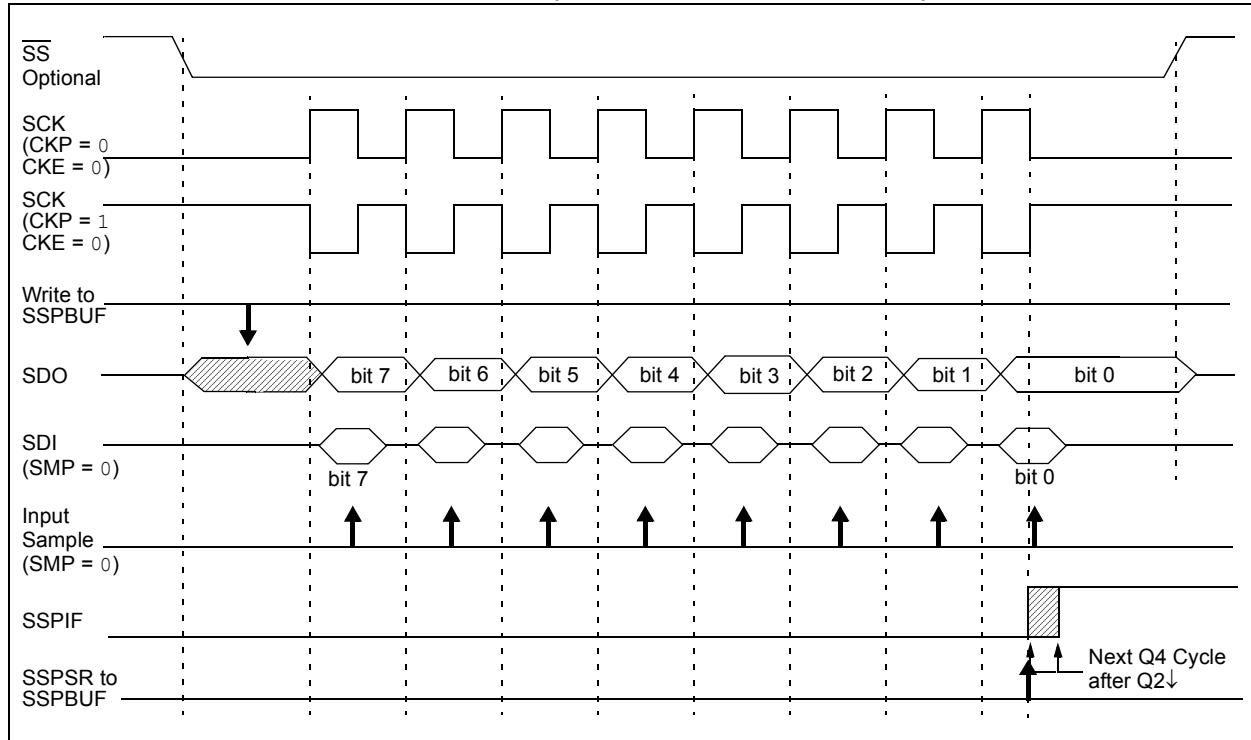 SS
Optional
SCK
(CKP = 0
CKE = 0)
SCK
(CKP = 1
CKE = 0)
Write to
SSPBUF
SDO
bit 7
bit 6
bit 5
bit 4
bit 3
bit 2
bit 1
bit 0
SDI
(SMP = 0)
bit 7
bit 0
Input
Sample
(SMP = 0)
SSPIF
Next Q4 Cycle
after Q2↓
SSPSR to
SSPBUF